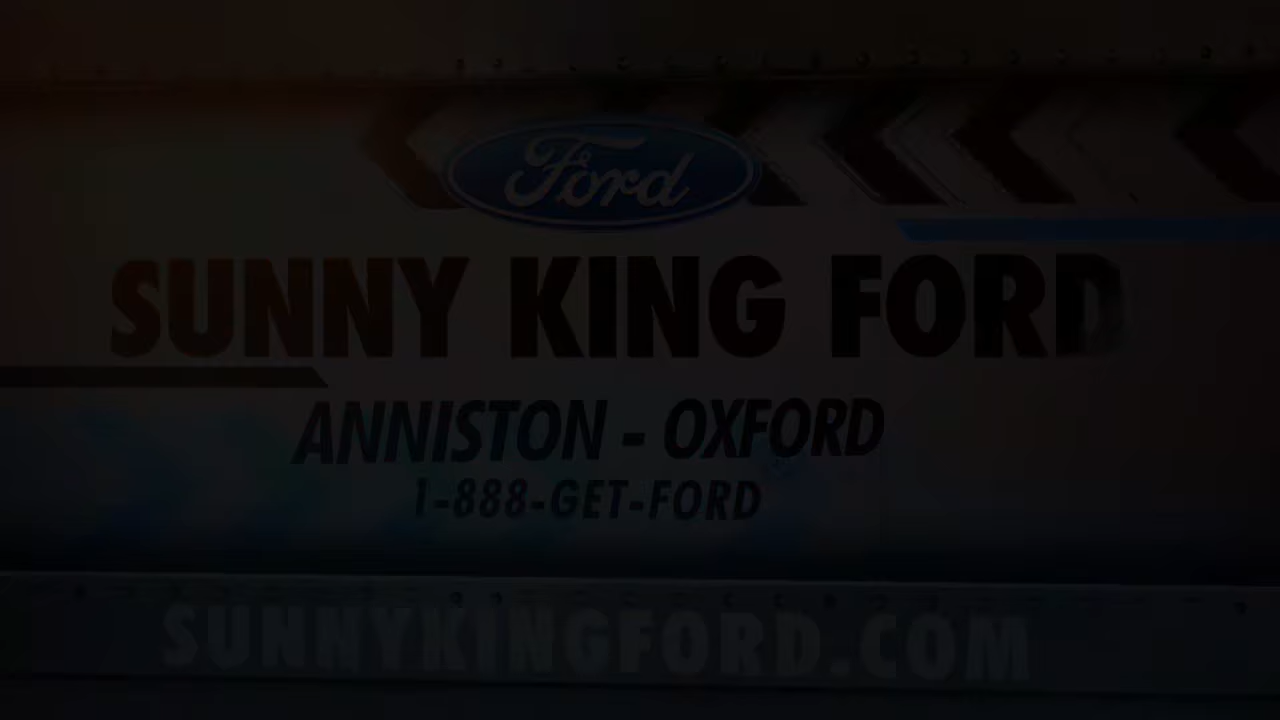 Ford
SUNNY KING FORD
ANNISTON - OXFORD
1-888-GET-FORD
SUNNYKINGFORD.COM